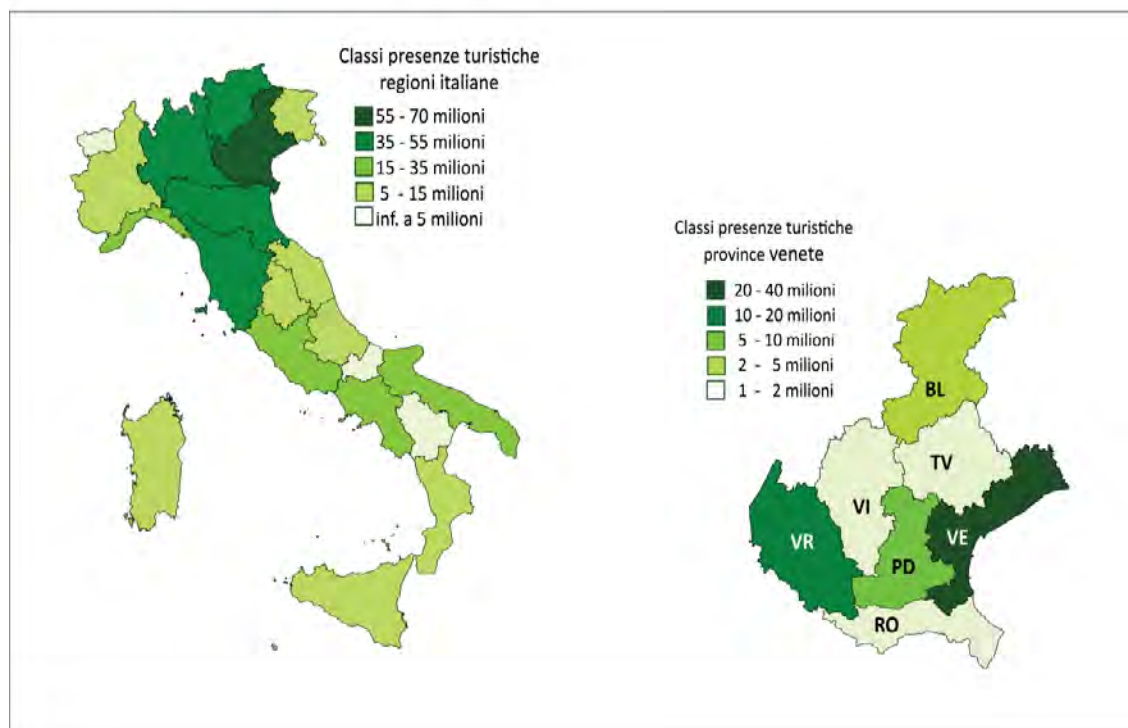 Classi presenze turistiche
regioni italiane
55 - 70 milioni
35 - 55 milioni
15 - 35 milioni
5 - 15 milioni
inf. a 5 milioni
Classi presenze turistiche
province venete
20 - 40 milioni
10 - 20 milioni
5 - 10 milioni
2 - 5 milioni
1 - 2 milioni
BL
TV
VI
VR
VE
PD
RO